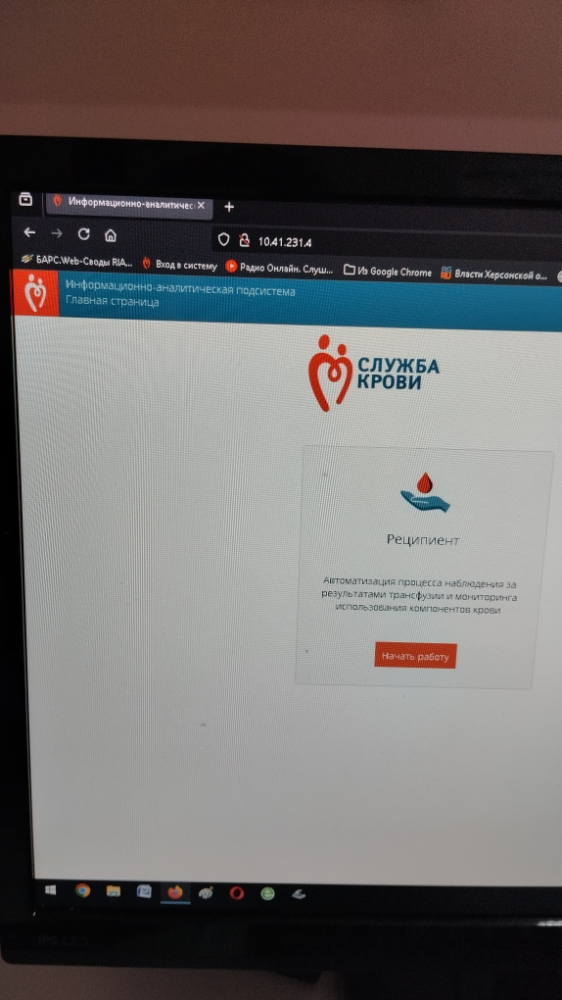 Информационно-аналитичес
10.41.231.4
БАРС.Web-Своды RIA...
Вход в систему
Радио Онлайн. Слуш...
Из Google Chrome
Власти Херсонской о...
Информационно-аналитическая подсистема
Главная страница
СЛУЖБА
КРОВИ
Реципиент
Автоматизация процесса наблюдения за
результатами трансфузии и мониторинга
использования компонентов крови
Начать работу
IPS